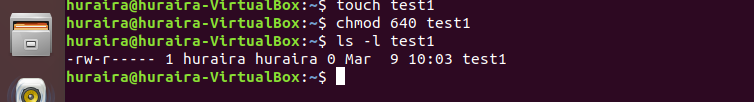 huraira@huraira-VirtualBox:~$ touch test1
huraira@huraira-VirtualBox:~$ chmod 640 test1
huraira@huraira-VirtualBox:~$ ls -l test1
-rw-r----- 1 huraira huraira 0 Mar  9 10:03 test1
huraira@huraira-VirtualBox:~$